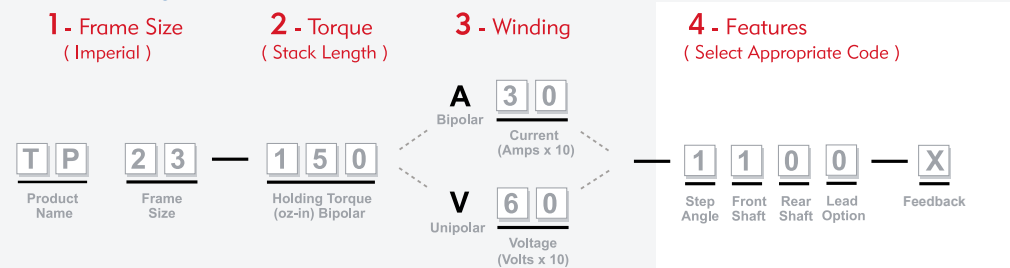 1 - Frame Size
( Imperial )
2 - Torque
( Stack Length )
3 - Winding
4 - Features
( Select Appropriate Code )
T P
Product
Name
2 3
Frame
Size
1 5 0
Holding Torque
(oz-in) Bipolar
A
Bipolar
3 0
Current
(Amps x 10)
V
Unipolar
6 0
Voltage
(Volts x 10)
1 1 0 0
Step
Angle
Front
Shaft
Rear
Shaft
Lead
Option
X
Feedback